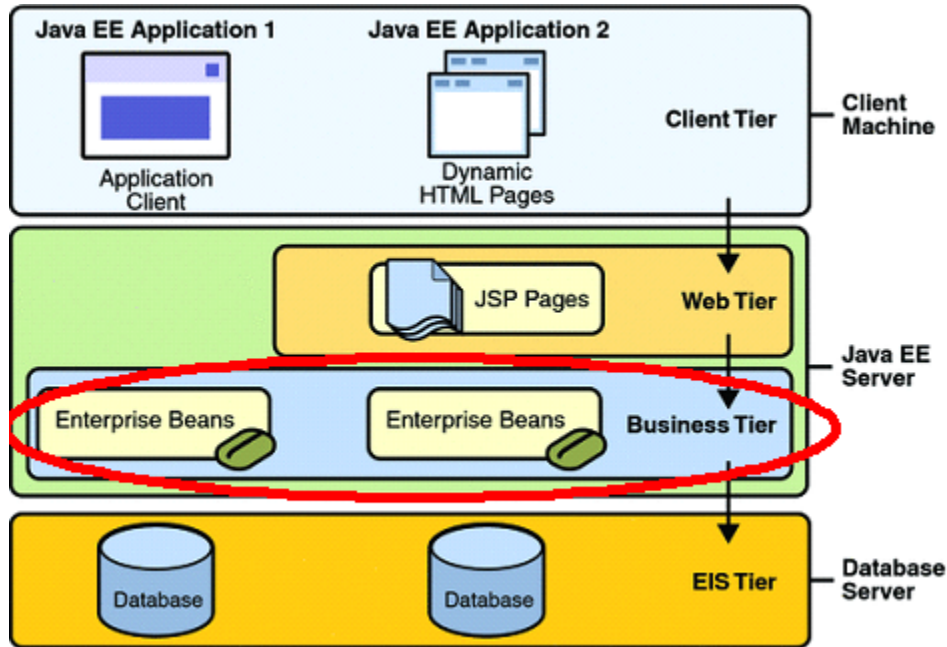 Java EE Application 1
Java EE Application 2
Application
Client
Dynamic
HTML Pages
Client Tier
Client
Machine
JSP Pages
Web Tier
Java EE
Server
Enterprise Beans
Enterprise Beans
Business Tier
Database
Database
EIS Tier
Database
Server